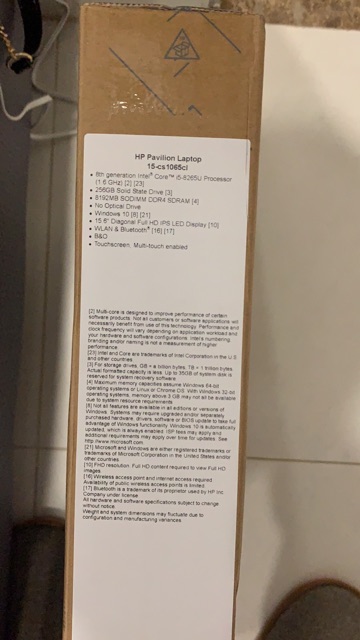 HP Pavilion Laptop
15-cs1065cl
• 8th generation Intel® Core™ i5-8265U Processor
(1.6 GHz) [2] [23]
• 256GB Solid State Drive [3]
• 8192MB SODIMM DDR4 SDRAM [4]
• No Optical Drive
• Windows 10 [6] [21]
• 15.6" Diagonal Full HD IPS LED Display [10]
• WLAN & Bluetooth® [16] [17]
• B&O
• Touchscreen: Multi-touch enabled
[2] Multi-core is designed to improve performance of certain
software products. Not all customers or software applications will
necessarily benefit from use of this technology. Performance and
clock frequency will vary depending on application workload and
your hardware and software configurations. Intel's numbering,
branding and/or naming is not a measurement of higher
performance.
[23] Intel and Core are trademarks of Intel Corporation in the U.S
and other countries.
[3] For storage drives, GB = a billion bytes. TB = 1 trillion bytes.
Actual formatted capacity is less. Up to 35GB of system disk is
reserved for system recovery software.
[4] Maximum memory capacities assume Windows 64-bit
operating systems or Linux or Chrome OS. With Windows 32-bit
operating systems, memory above 3 GB may not all be available
due to system resource requirements.
[6] Not all features are available in all editions or versions of
Windows. Systems may require upgraded and/or separately
purchased hardware, drivers, software or BIOS update to take full
advantage of Windows functionality. Windows 10 is automatically
updated, which is always enabled. ISP fees may apply and
additional requirements may apply over time for updates. See
http://www.microsoft.com.
[21] Microsoft and Windows are either registered trademarks or
trademarks of Microsoft Corporation in the United States and/or
other countries.
[10] FHD resolution. Full HD content required to view Full HD
images.
[16] Wireless access point and internet access required.
Availability of public wireless access points is limited.
[17] Bluetooth is a trademark of its proprietor used by HP Inc
Company under license
All hardware and software specifications subject to change
without notice
Weight and system dimensions may fluctuate due to
configuration and manufacturing variances